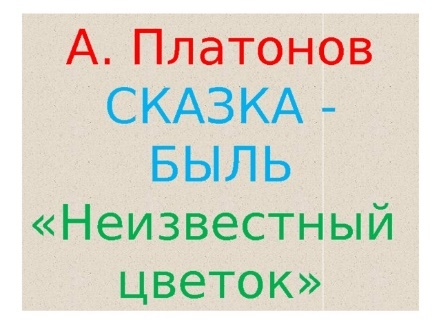 А. Платонов
СКАЗКА -
БЫЛЬ
«Неизвестный
цветок»